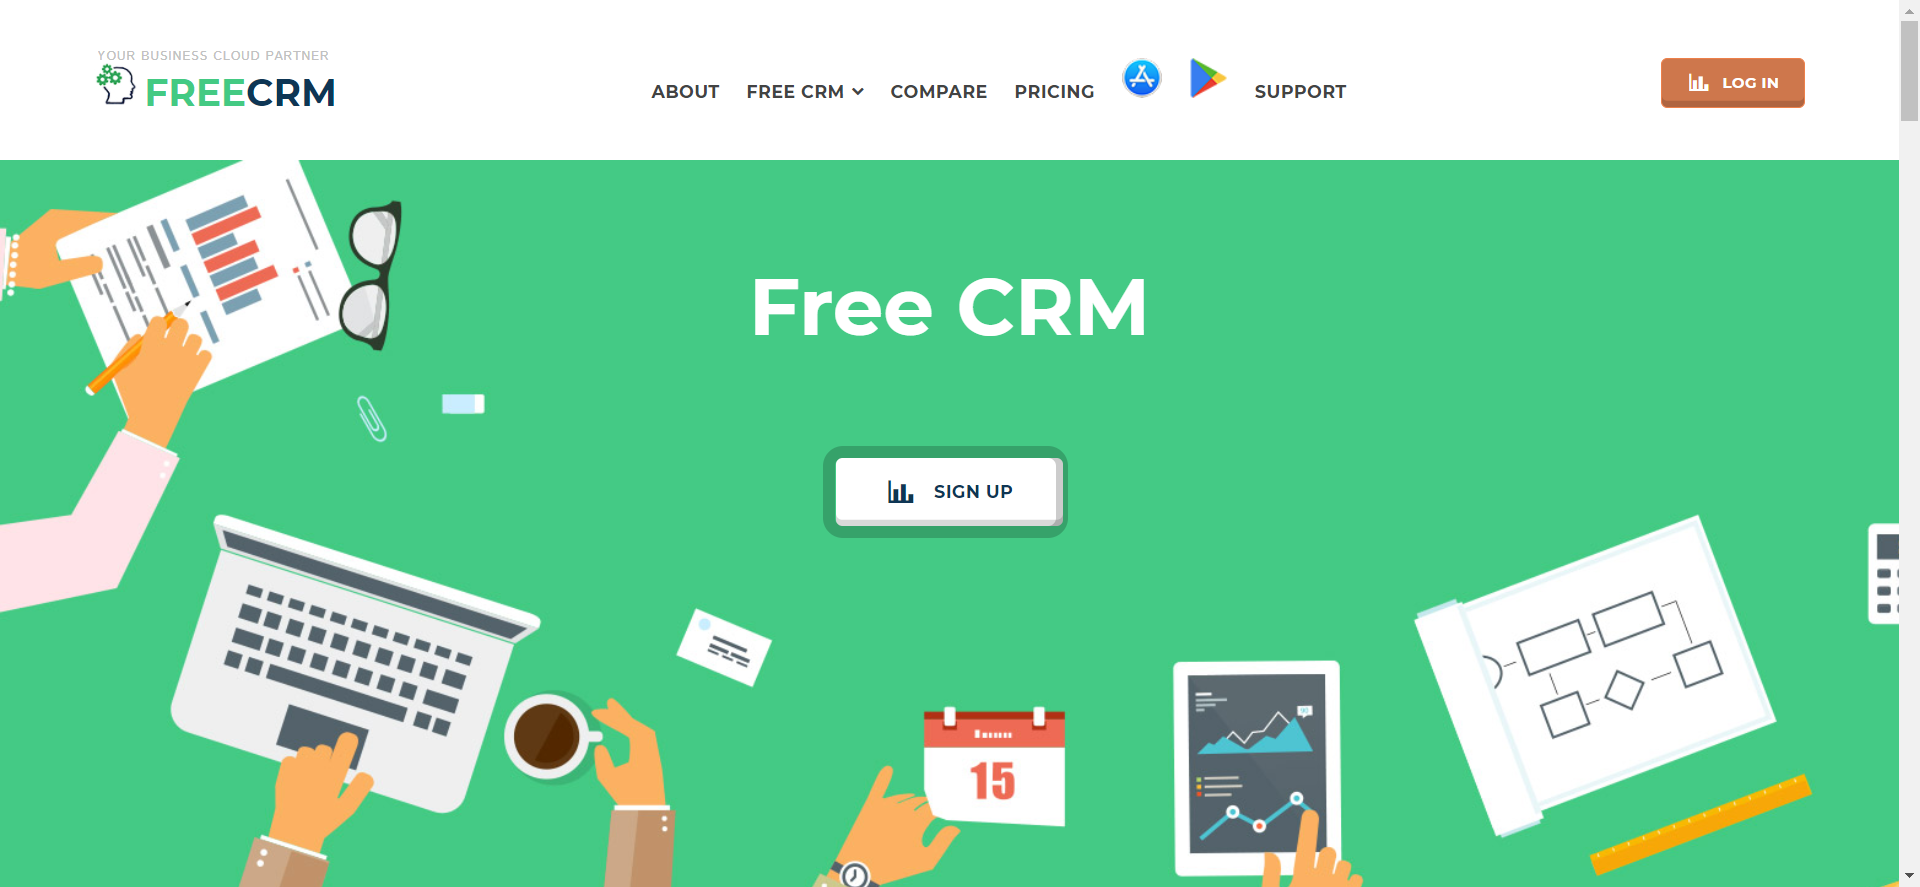 YOUR BUSINESS CLOUD PARTNER
FREECRM
ABOUT
FREE CRM
COMPARE
PRICING
SUPPORT
LOG IN
Free CRM
SIGN UP
15